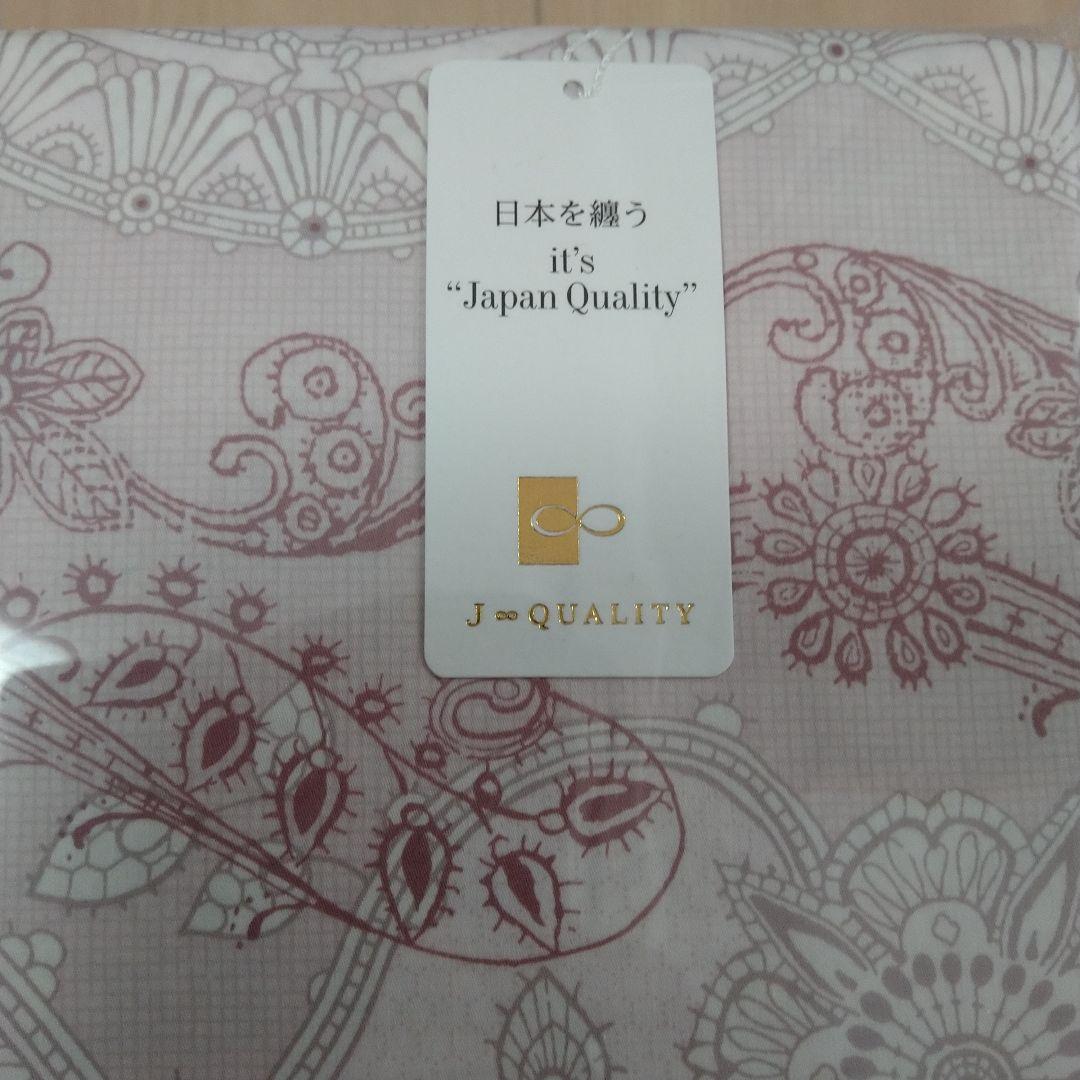 日本を纏う
it's
“Japan Quality”
J∞QUALITY